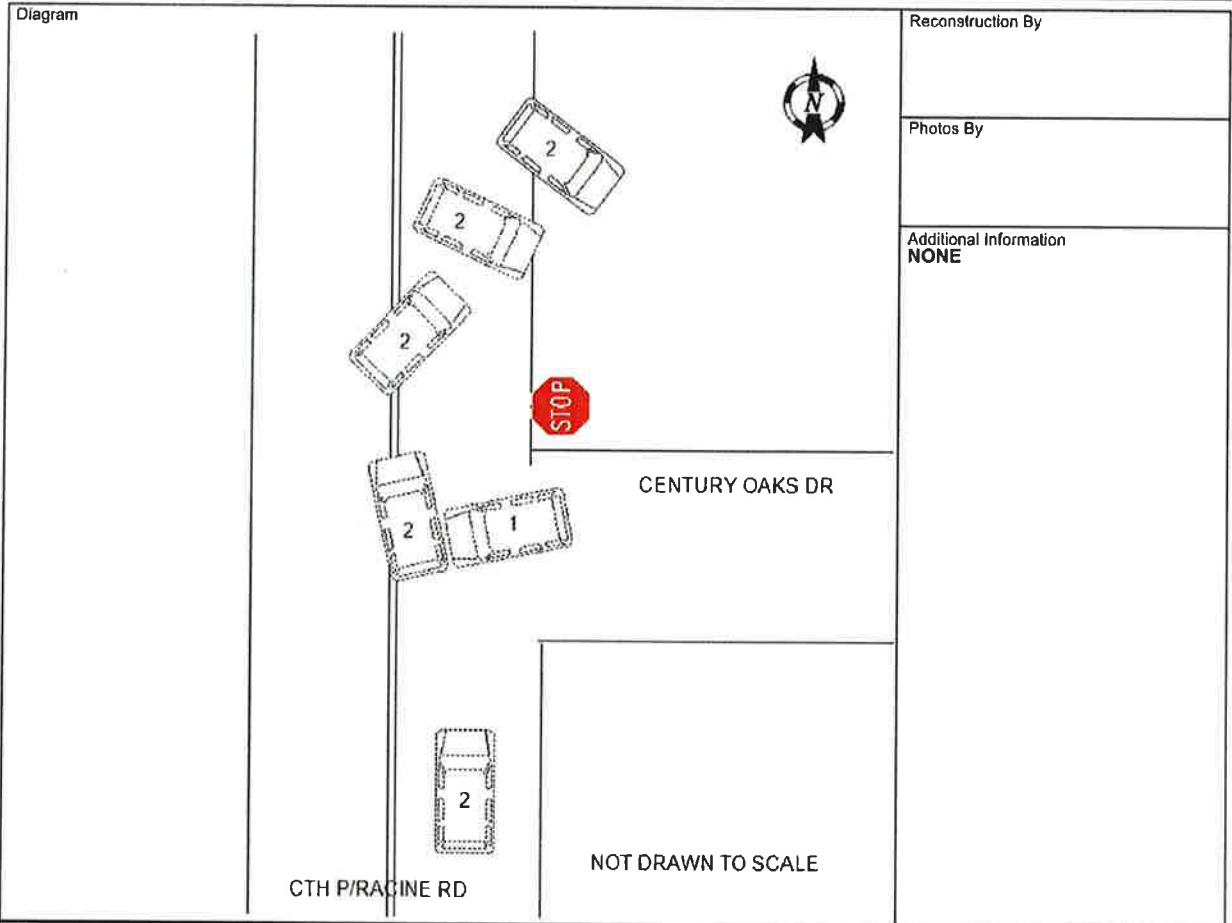 Diagram
N
2
2
2
STOP
CENTURY OAKS DR
2
1
2
NOT DRAWN TO SCALE
CTH P/RACINE RD
Reconstruction By
Photos By
Additional Information
NONE